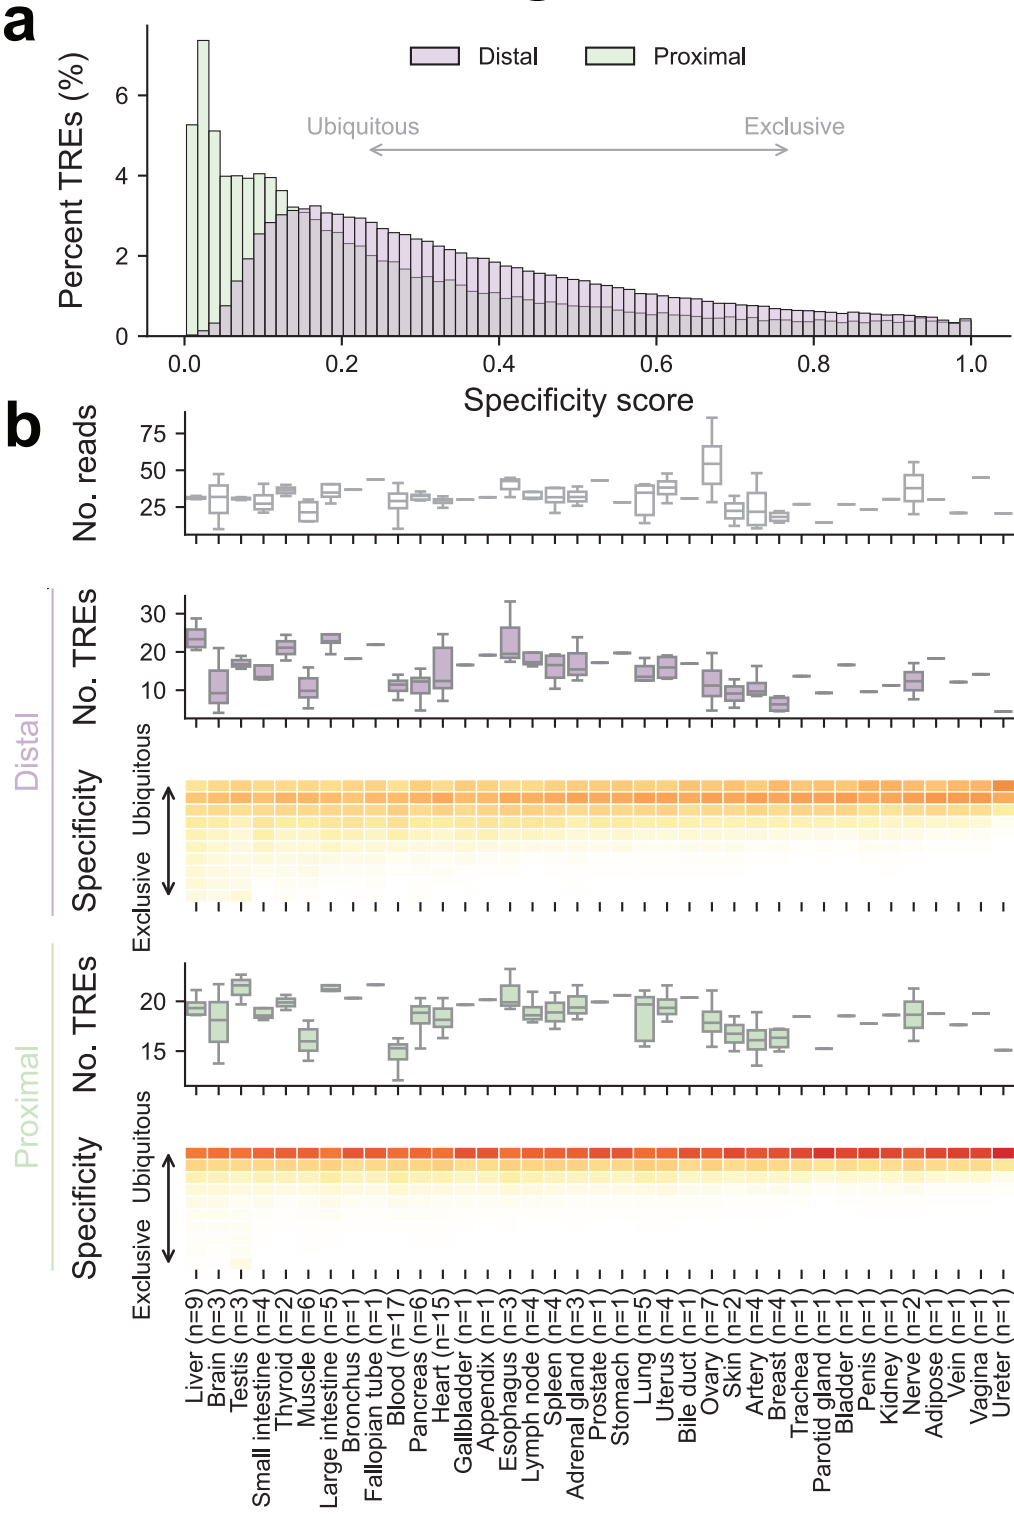 a
Distal
Proximal
Percent TREs (%)
Ubiquitous
Exclusive
6
4
2
0
0.0
0.2
0.4
0.6
0.8
1.0
Specificity score
b
No. reads
75
50
25
Distal
No. TREs
30
20
10
Specificity
Exclusive
Ubiquitous
Proximal
No. TREs
20
15
Specificity
Exclusive
Ubiquitous
Liver (n=9)
Brain (n=3)
Testis (n=3)
Small intestine (n=4)
Thyroid (n=2)
Muscle (n=6)
Large intestine (n=5)
Bronchus (n=1)
Fallopian tube (n=1)
Blood (n=17)
Pancreas (n=6)
Heart (n=15)
Gallbladder (n=1)
Appendix (n=1)
Esophagus (n=3)
Lymph node (n=4)
Spleen (n=4)
Adrenal gland (n=3)
Prostate (n=1)
Stomach (n=1)
Lung (n=5)
Uterus (n=4)
Bile duct (n=1)
Ovary (n=7)
Skin (n=2)
Artery (n=4)
Breast (n=4)
Trachea (n=1)
Parotid gland (n=1)
Bladder (n=1)
Penis (n=1)
Kidney (n=1)
Nerve (n=2)
Adipose (n=1)
Vein (n=1)
Vagina (n=1)
Ureter (n=1)